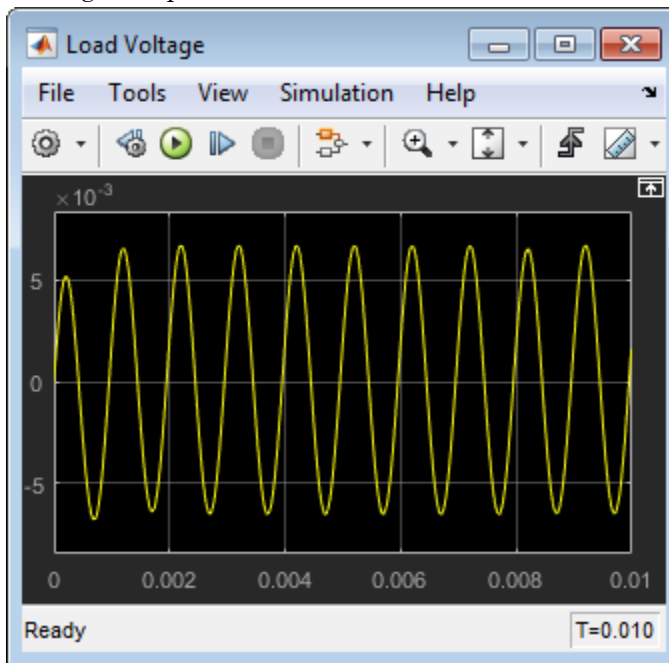 Load Voltage
File Tools View Simulation Help
×10-3
5
0
-5
0 0.002 0.004 0.006 0.008 0.01
Ready T=0.010